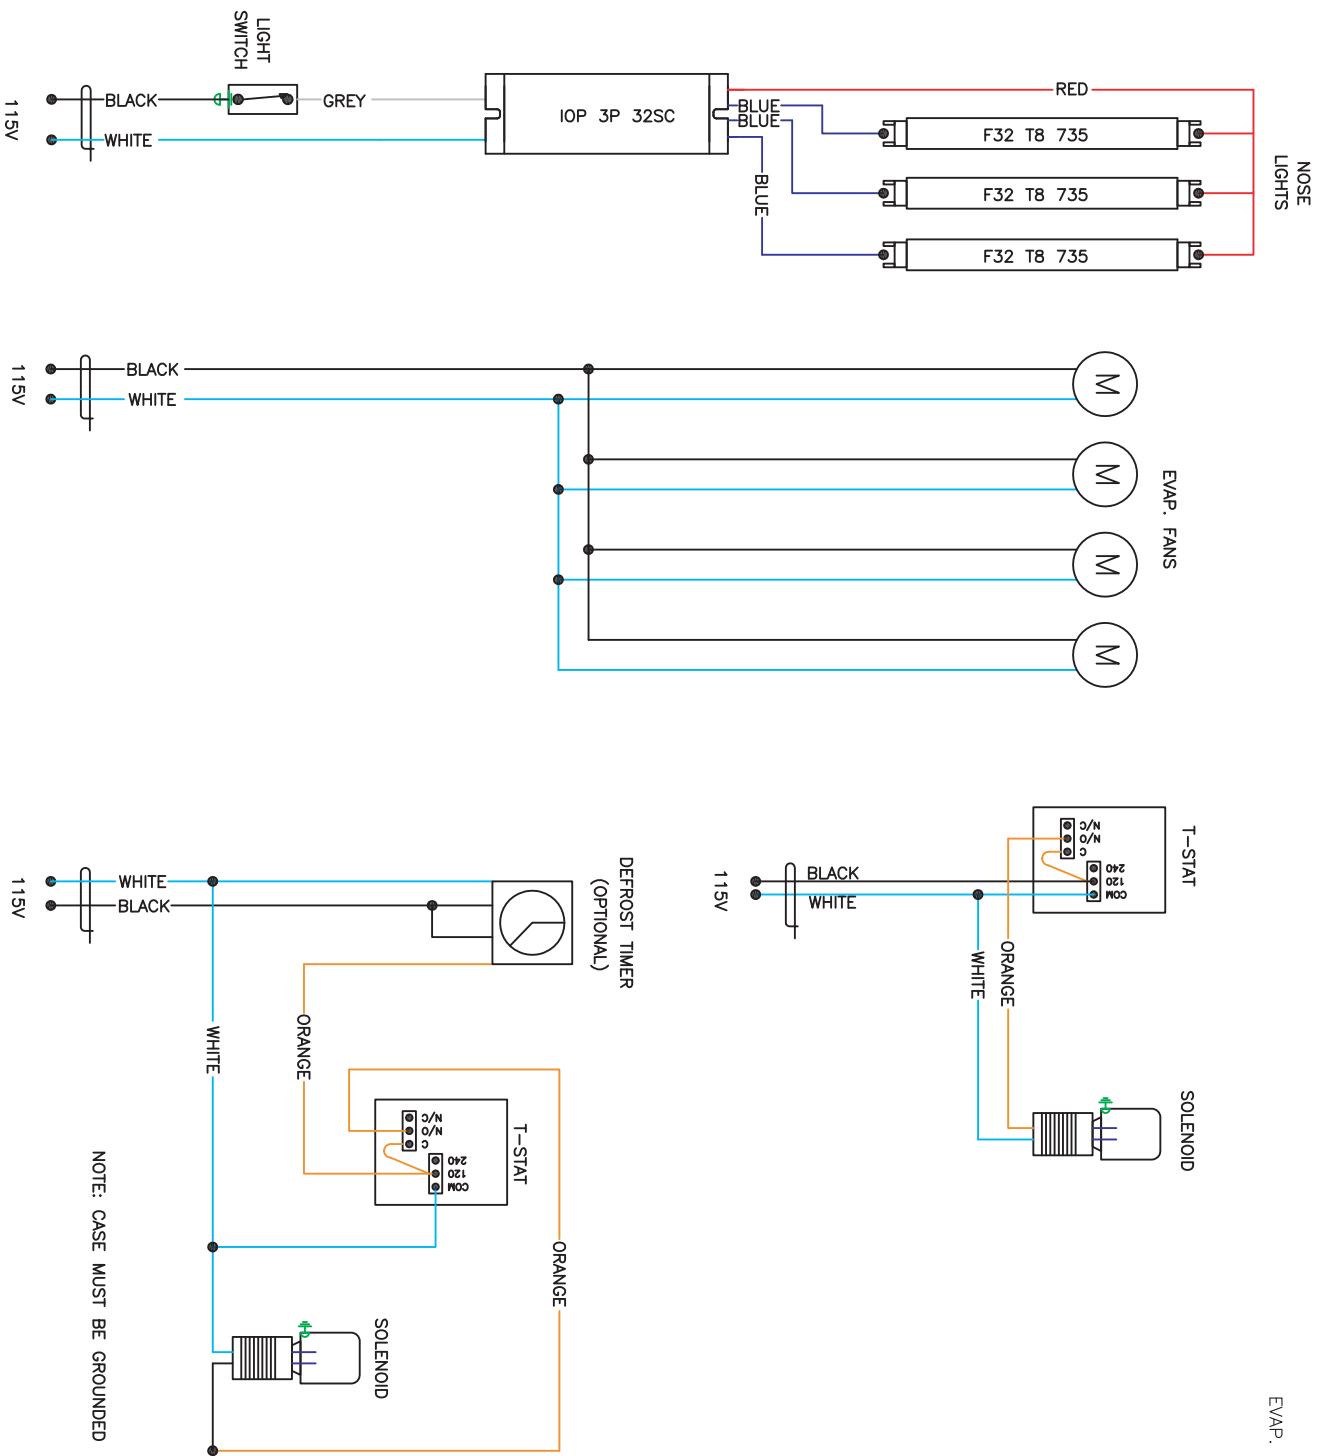 LIGHT
SWITCH
115V
BLACK
WHITE
GREY
IOP 3P 32SC
RED
BLUE
BLUE
BLUE
F32 T8 735
F32 T8 735
F32 T8 735
NOSE
LIGHTS
115V
BLACK
WHITE
M
M
M
M
EVAP. FANS
115V
WHITE
BLACK
DEFROST TIMER
(OPTIONAL)
WHITE
ORANGE
T-STAT
N/C
N/O
C
240
120
COM
ORANGE
SOLENOID
NOTE: CASE MUST BE GROUNDED
115V
BLACK
WHITE
T-STAT
N/C
N/O
C
240
120
COM
ORANGE
WHITE
SOLENOID
EVAP.